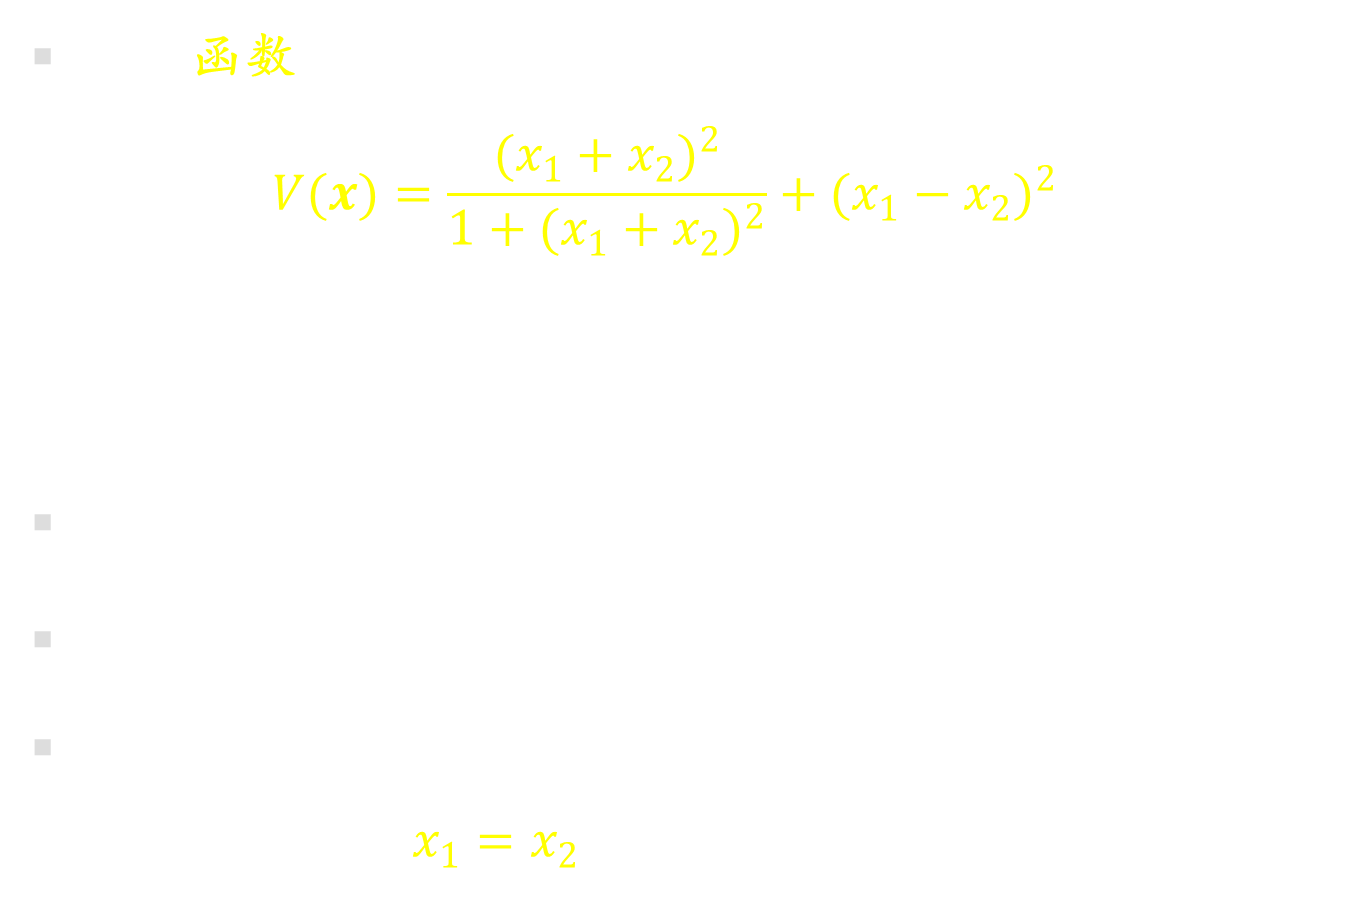 函数
V(x) = (x₁ + x₂)² / (1 + (x₁ + x₂)²) + (x₁ − x₂)²
x₁ = x₂